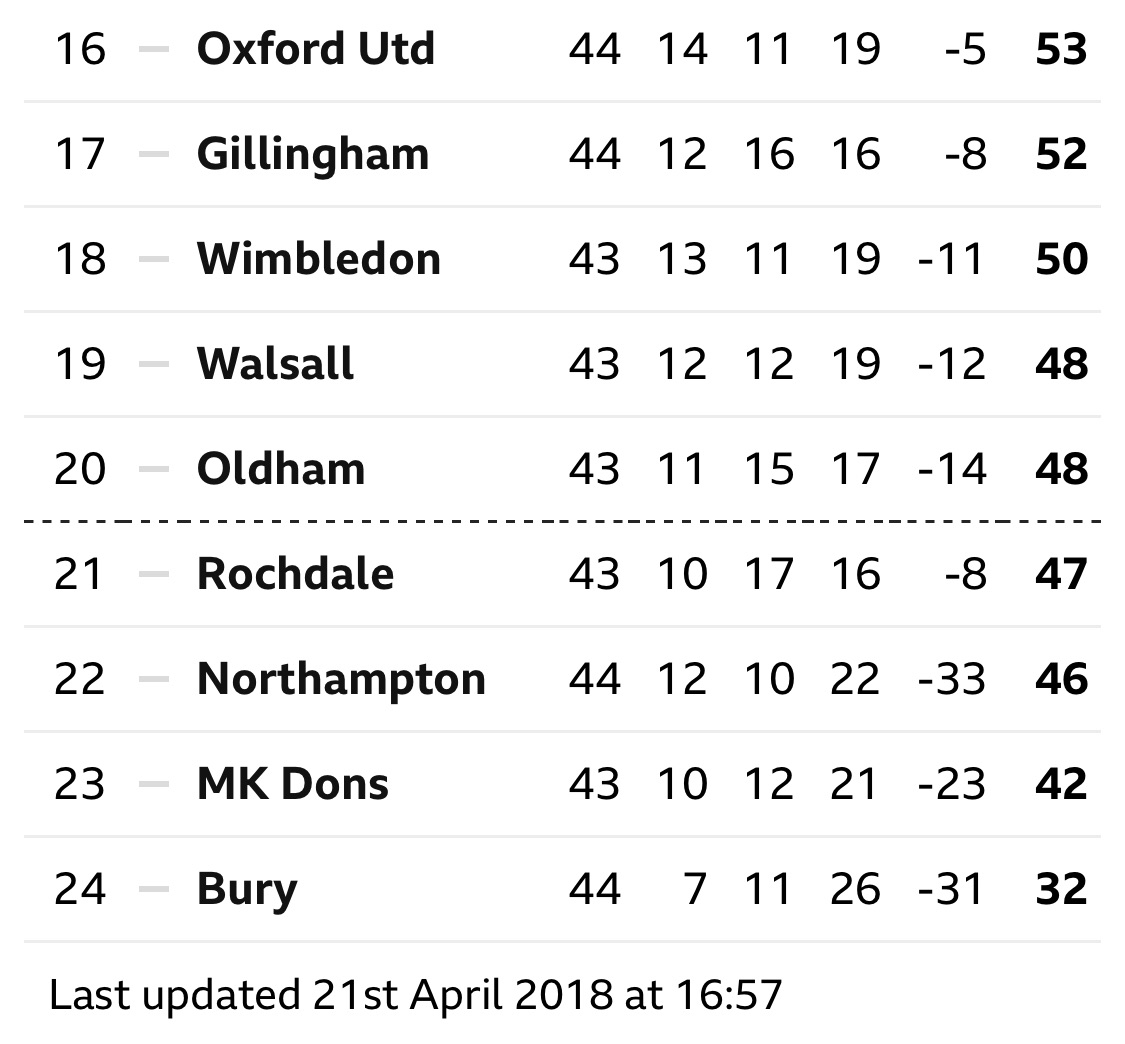 16 — Oxford Utd 44 14 11 19 -5 53
17 — Gillingham 44 12 16 16 -8 52
18 — Wimbledon 43 13 11 19 -11 50
19 — Walsall 43 12 12 19 -12 48
20 — Oldham 43 11 15 17 -14 48
21 — Rochdale 43 10 17 16 -8 47
22 — Northampton 44 12 10 22 -33 46
23 — MK Dons 43 10 12 21 -23 42
24 — Bury 44 7 11 26 -31 32
Last updated 21st April 2018 at 16:57